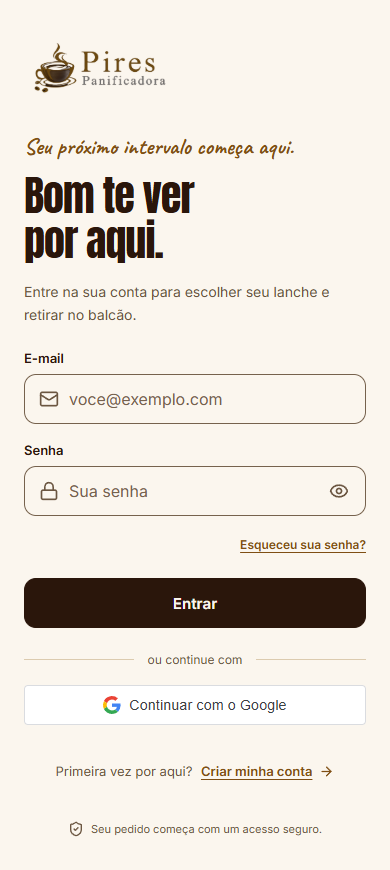 Pires
Panificadora
Seu próximo intervalo começa aqui.
Bom te ver
por aqui.
Entre na sua conta para escolher seu lanche e
retirar no balcão.
E-mail
voce@exemplo.com
Senha
Sua senha
Esqueceu sua senha?
Entrar
ou continue com
Continuar com o Google
Primeira vez por aqui? Criar minha conta →
Seu pedido começa com um acesso seguro.